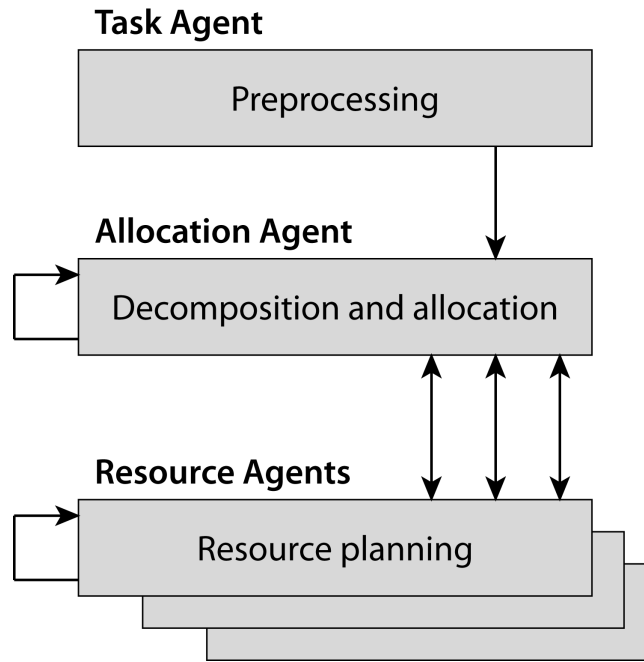 Task Agent
Preprocessing
Allocation Agent
Decomposition and allocation
Resource Agents
Resource planning